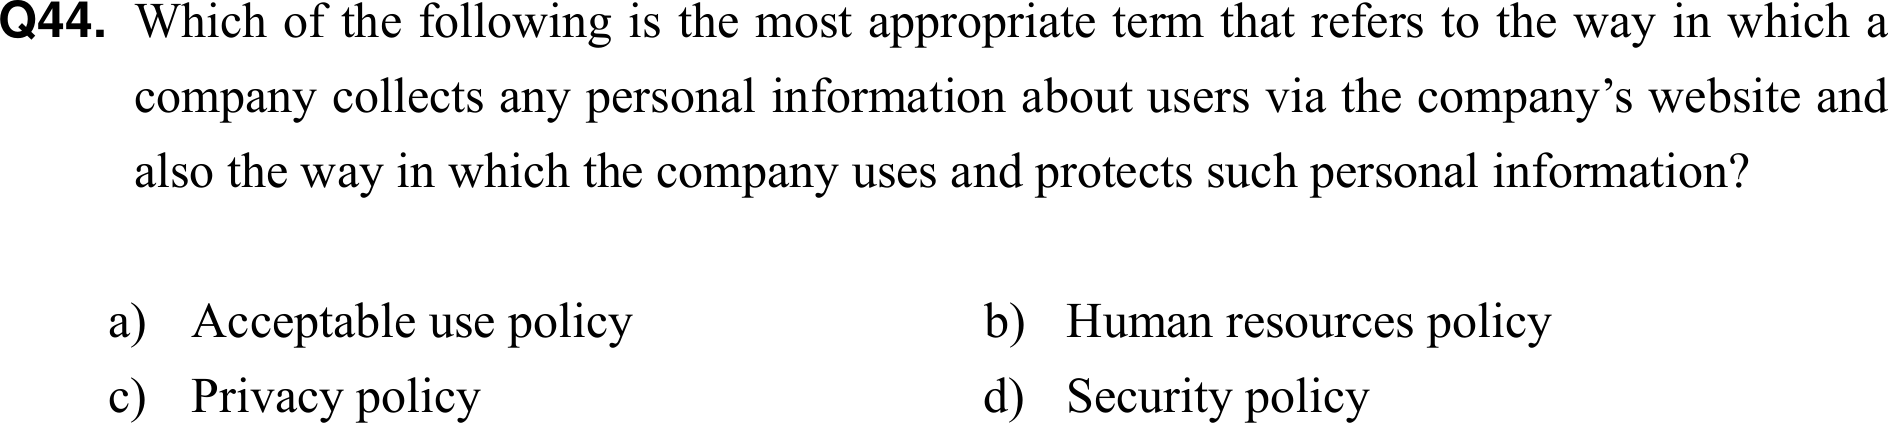 Q44. Which of the following is the most appropriate term that refers to the way in which a
company collects any personal information about users via the company’s website and
also the way in which the company uses and protects such personal information?
a) Acceptable use policy b) Human resources policy
c) Privacy policy d) Security policy